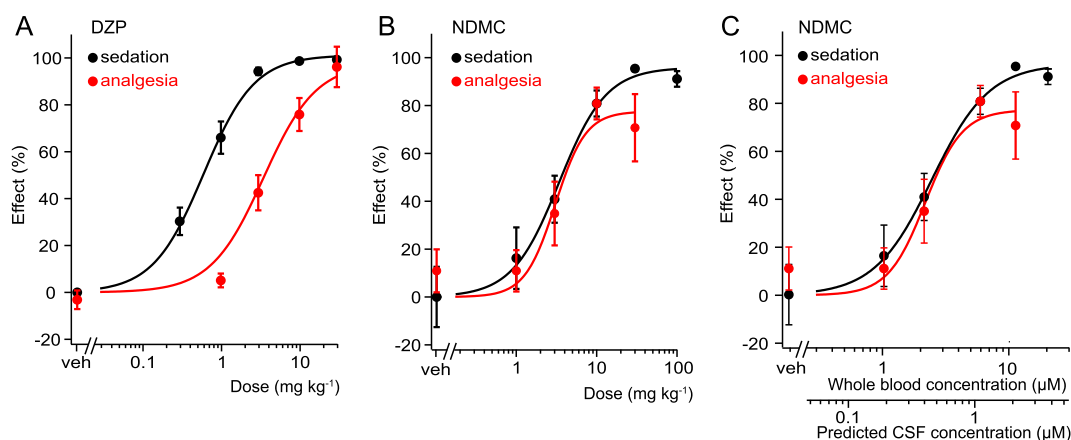 A
DZP
sedation
analgesia
100
80
60
40
20
0
-20
Effect (%)
veh
0.1
1
10
Dose (mg kg-1)
B
NDMC
sedation
analgesia
100
80
60
40
20
0
-20
Effect (%)
veh
1
10
100
Dose (mg kg-1)
C
NDMC
sedation
analgesia
100
80
60
40
20
0
-20
Effect (%)
veh
1
10
Whole blood concentration (µM)
0.1
1
Predicted CSF concentration (µM)